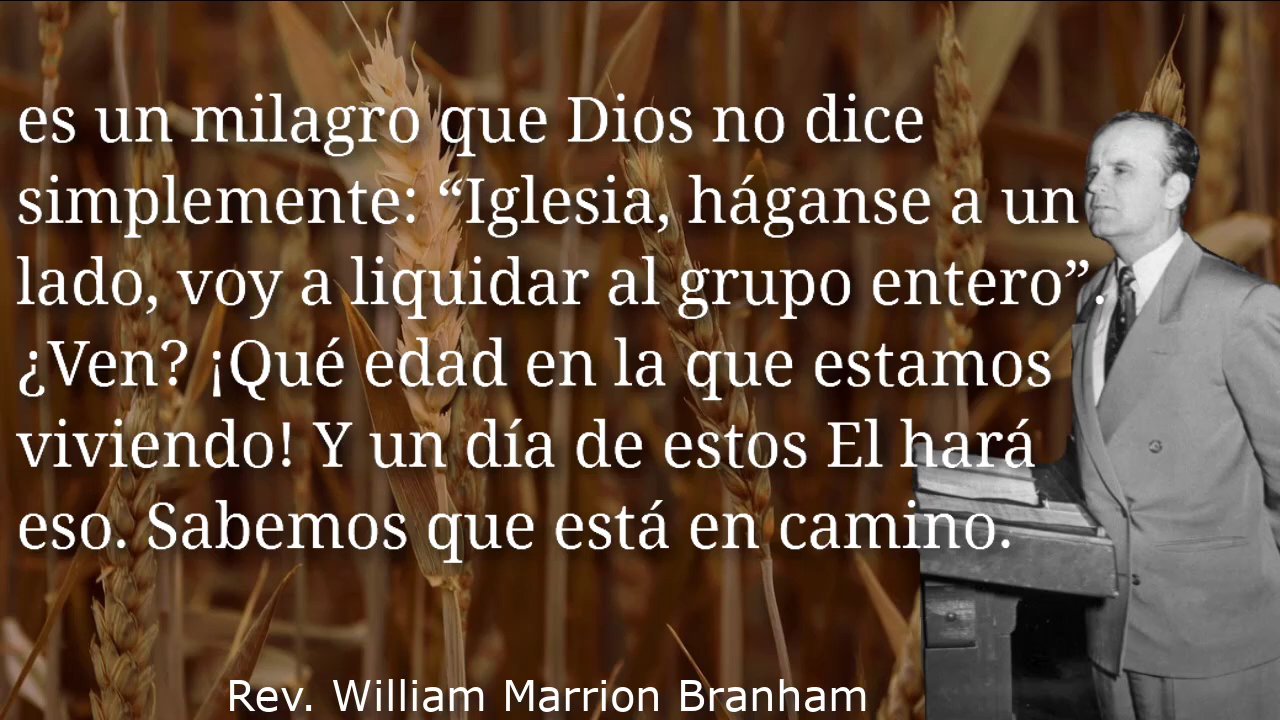 es un milagro que Dios no dice
simplemente: “Iglesia, háganse a un
lado, voy a liquidar al grupo entero”.
¿Ven? ¡Qué edad en la que estamos
viviendo! Y un día de estos El hará
eso. Sabemos que está en camino.
Rev. William Marrion Branham